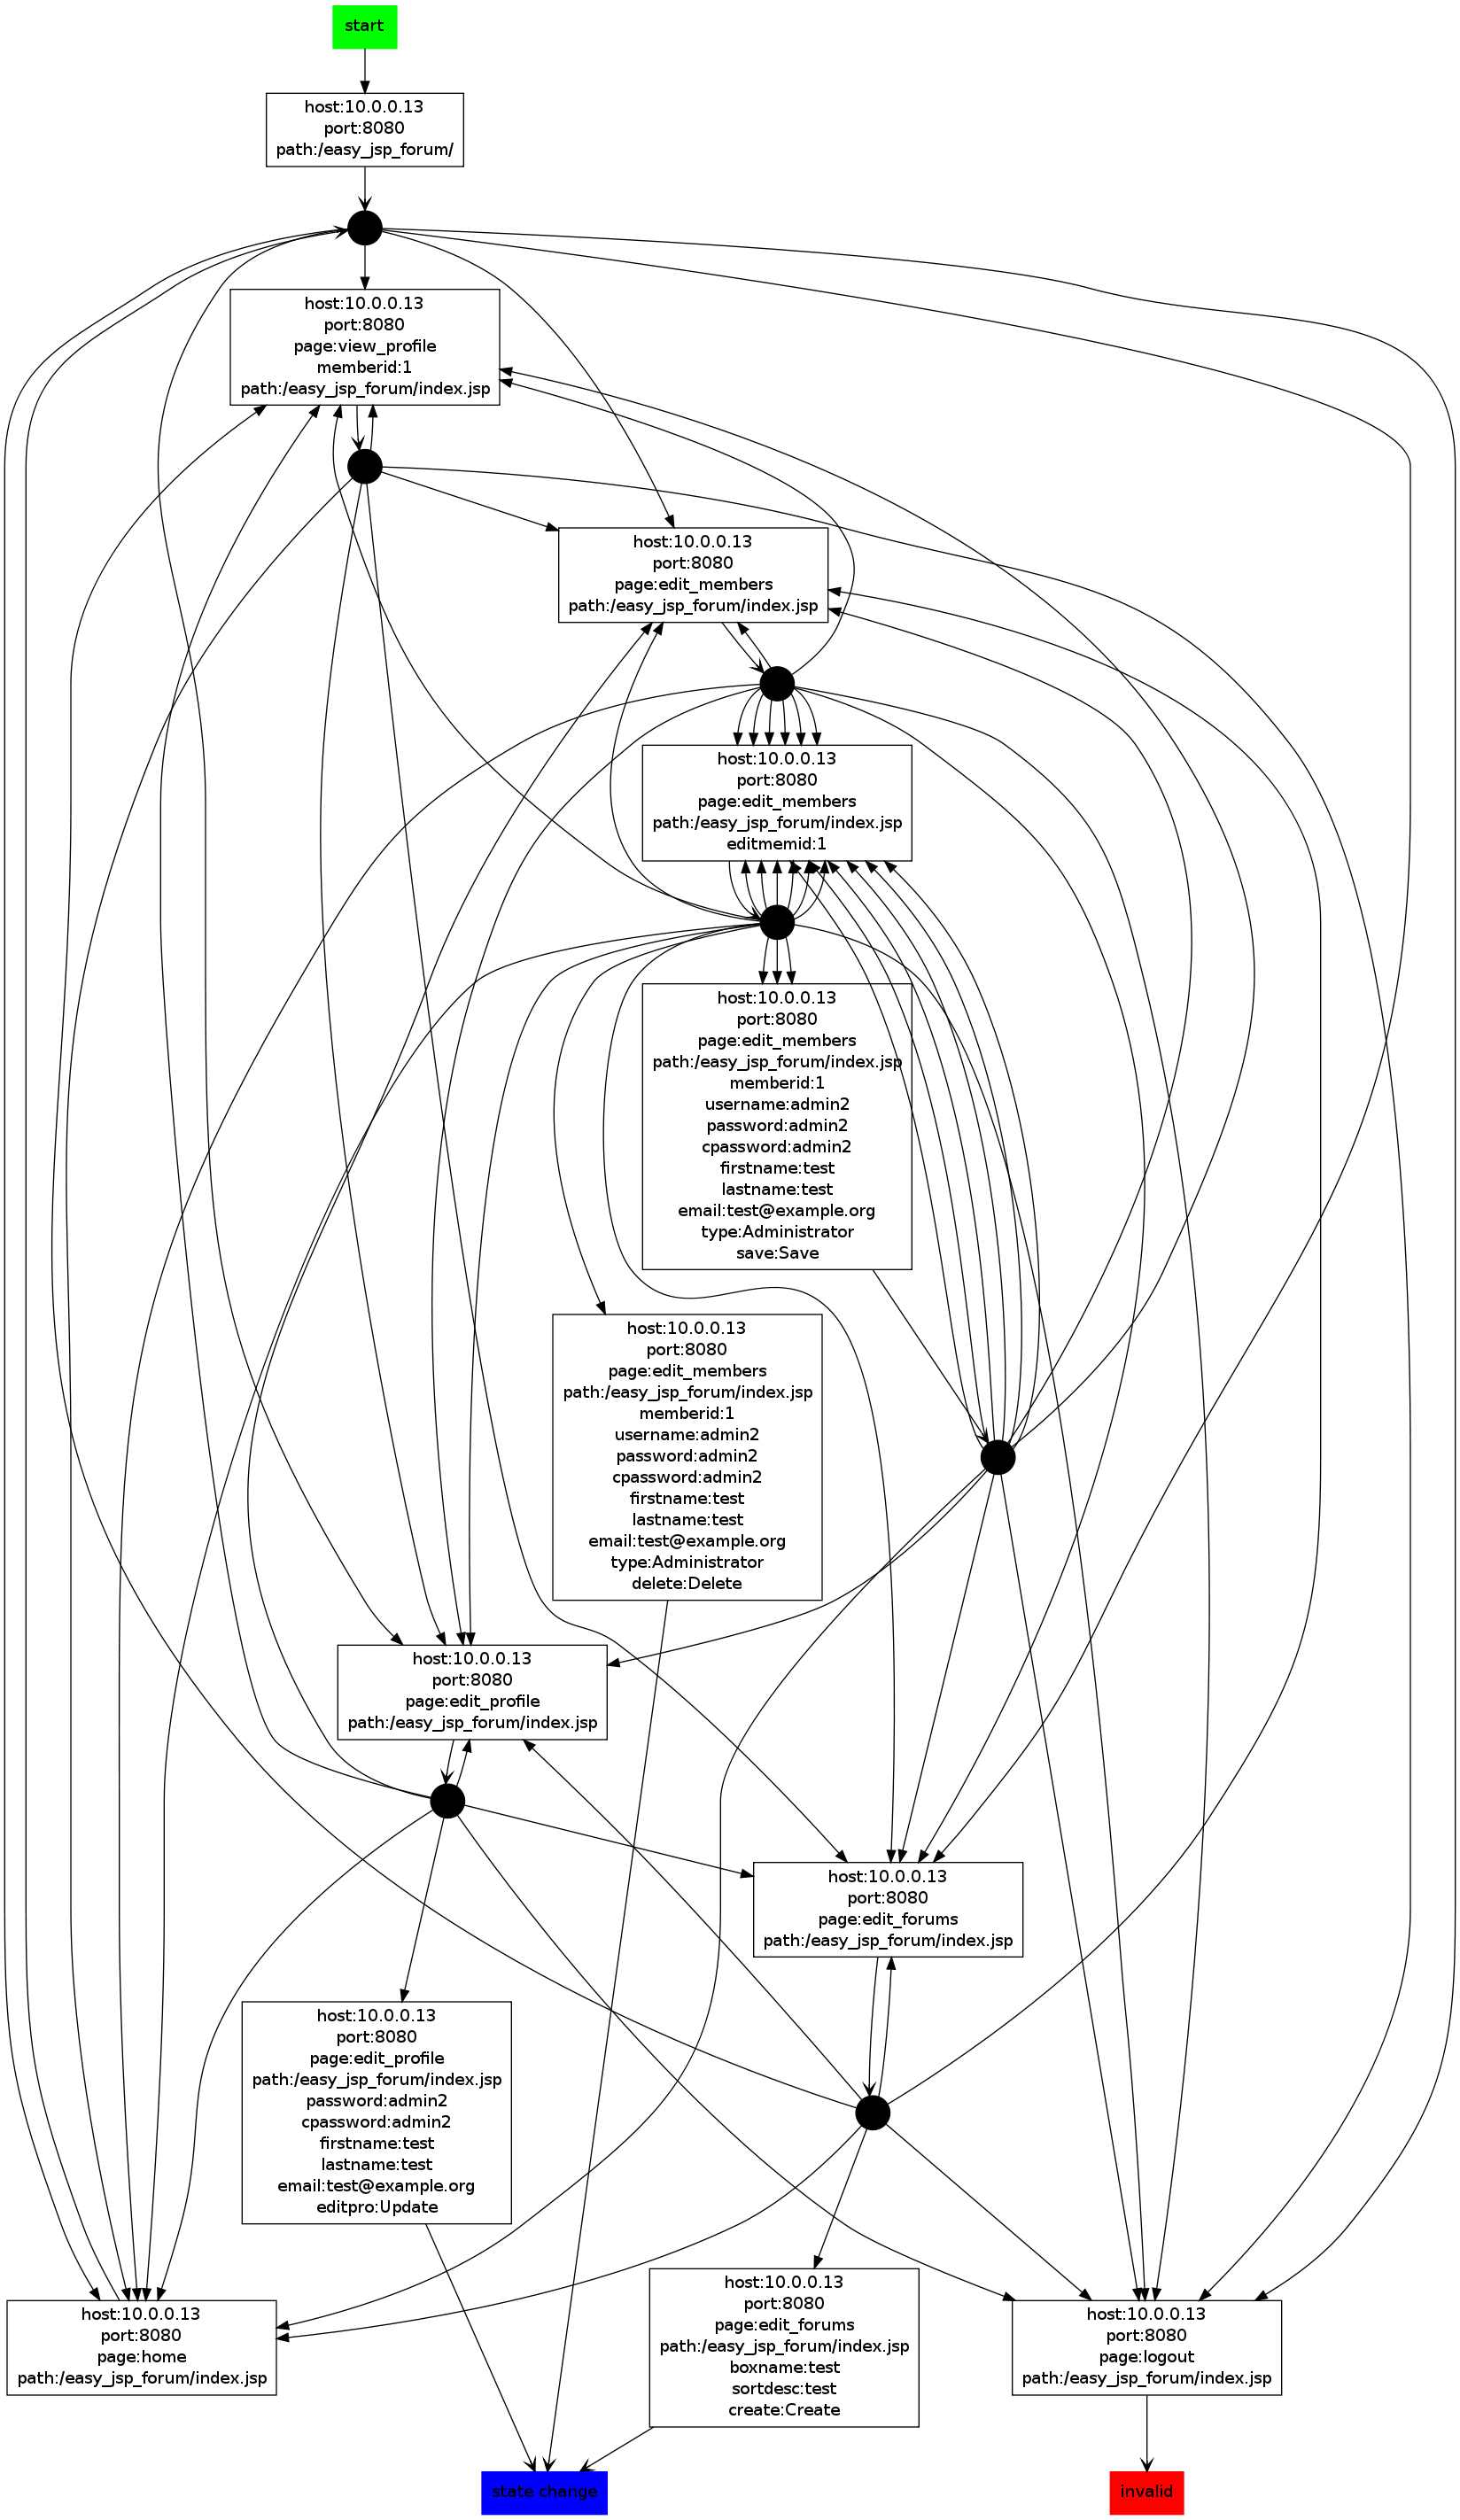 start
host:10.0.0.13
port:8080
path:/easy_jsp_forum/
host:10.0.0.13
port:8080
page:view_profile
memberid:1
path:/easy_jsp_forum/index.jsp
host:10.0.0.13
port:8080
page:edit_members
path:/easy_jsp_forum/index.jsp
host:10.0.0.13
port:8080
page:edit_members
path:/easy_jsp_forum/index.jsp
editmemid:1
host:10.0.0.13
port:8080
page:edit_members
path:/easy_jsp_forum/index.jsp
memberid:1
username:admin2
password:admin2
cpassword:admin2
firstname:test
lastname:test
email:test@example.org
type:Administrator
save:Save
host:10.0.0.13
port:8080
page:edit_members
path:/easy_jsp_forum/index.jsp
memberid:1
username:admin2
password:admin2
cpassword:admin2
firstname:test
lastname:test
email:test@example.org
type:Administrator
delete:Delete
host:10.0.0.13
port:8080
page:edit_profile
path:/easy_jsp_forum/index.jsp
host:10.0.0.13
port:8080
page:edit_forums
path:/easy_jsp_forum/index.jsp
host:10.0.0.13
port:8080
page:edit_profile
path:/easy_jsp_forum/index.jsp
password:admin2
cpassword:admin2
firstname:test
lastname:test
email:test@example.org
editpro:Update
host:10.0.0.13
port:8080
page:home
path:/easy_jsp_forum/index.jsp
host:10.0.0.13
port:8080
page:edit_forums
path:/easy_jsp_forum/index.jsp
boxname:test
sortdesc:test
create:Create
host:10.0.0.13
port:8080
page:logout
path:/easy_jsp_forum/index.jsp
state change
invalid